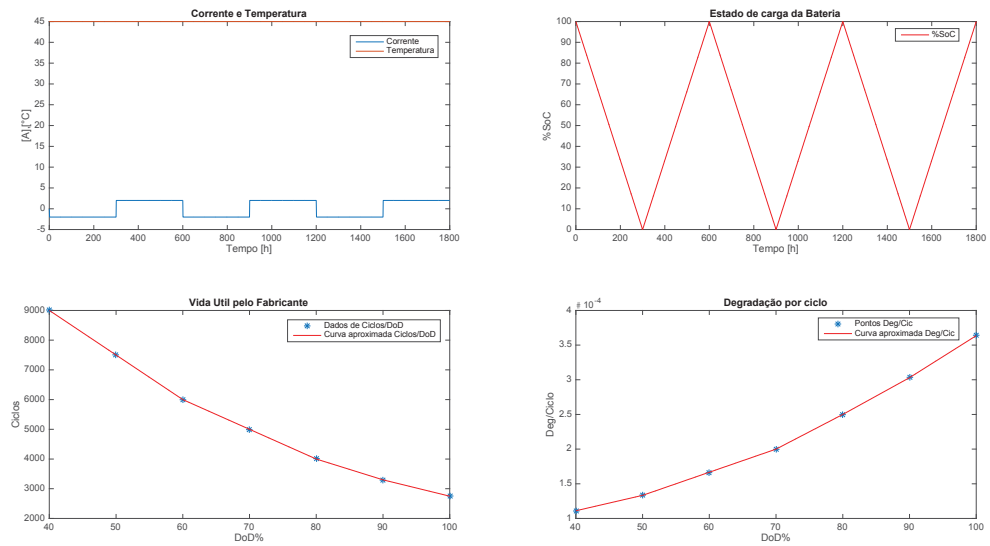 Corrente e Temperatura
45
40
35
30
25
20
15
10
5
0
-5
[A],[°C]
Corrente
Temperatura
0 200 400 600 800 1000 1200 1400 1600 1800
Tempo [h]
Estado de carga da Bateria
100
90
80
70
60
50
40
30
20
10
0
%SoC
%SoC
0 200 400 600 800 1000 1200 1400 1600 1800
Tempo [h]
Vida Util pelo Fabricante
9000
8000
7000
6000
5000
4000
3000
2000
Ciclos
Dados de Ciclos/DoD
Curva aproximada Ciclos/DoD
40 50 60 70 80 90 100
DoD%
Degradação por ciclo
# 10-4
4
3.5
3
2.5
2
1.5
1
Deg/Ciclo
Pontos Deg/Cic
Curva aproximada Deg/Cic
40 50 60 70 80 90 100
DoD%